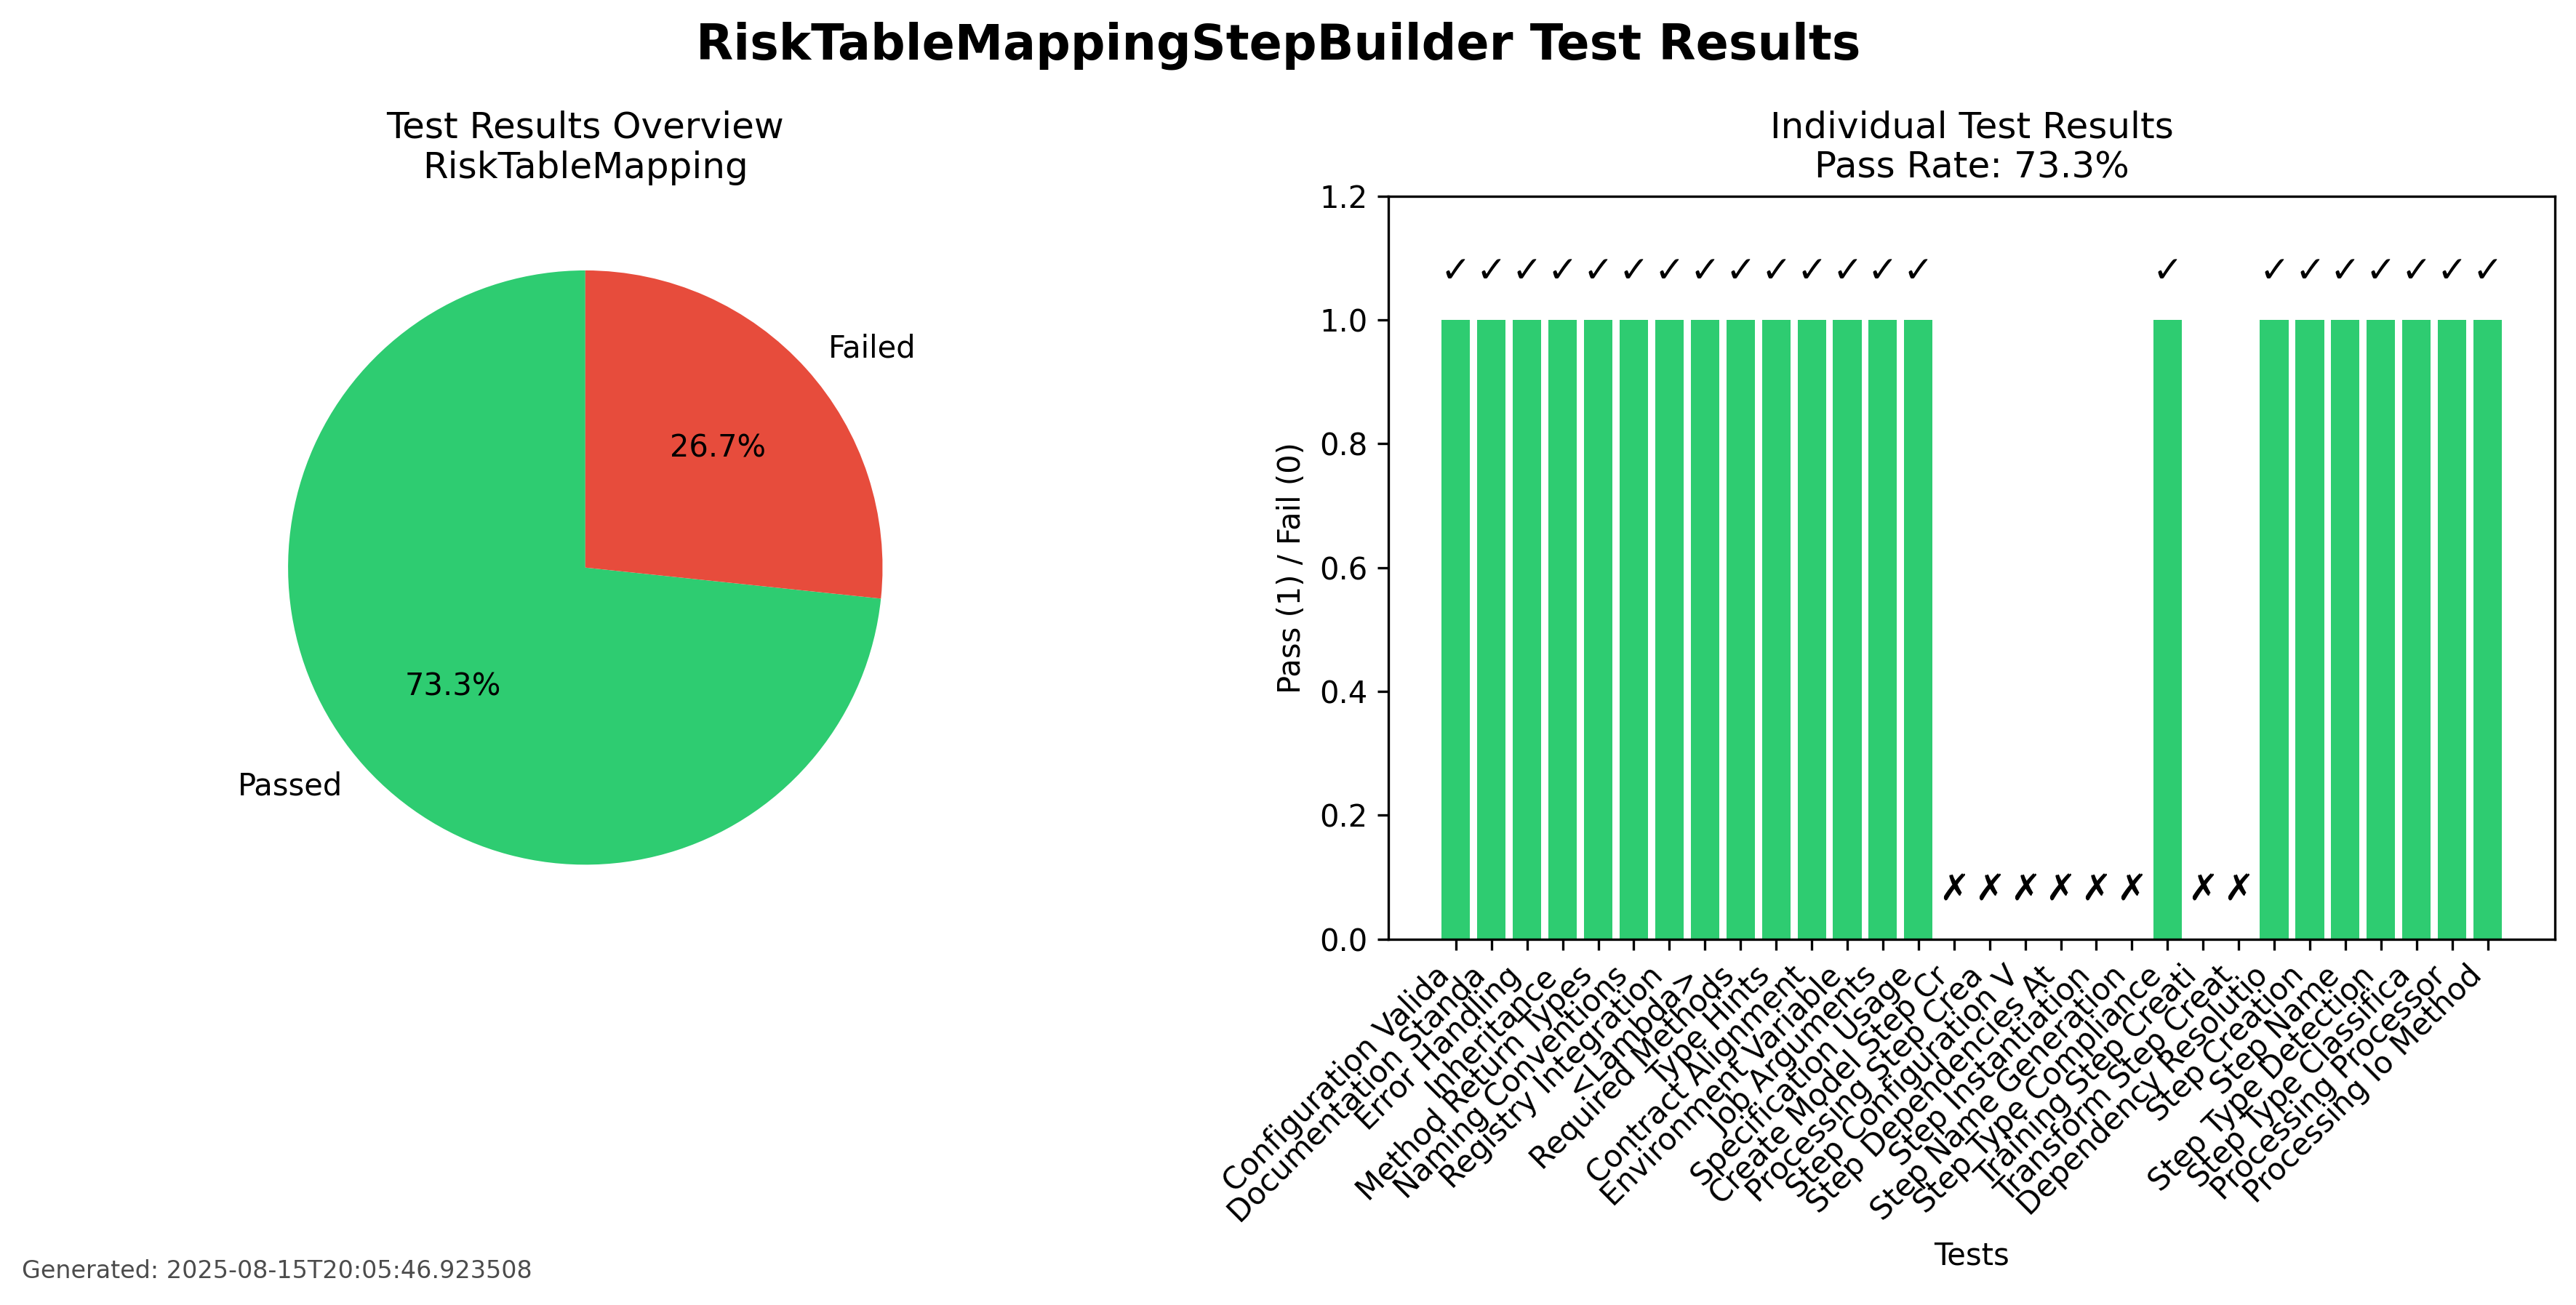 RiskTableMappingStepBuilder Test Results
Test Results Overview
RiskTableMapping
Failed
26.7%
73.3%
Passed
Individual Test Results
Pass Rate: 73.3%
Pass (1) / Fail (0)
1.2
1.0
0.8
0.6
0.4
0.2
0.0
✓ ✓ ✓ ✓ ✓ ✓ ✓ ✓ ✓ ✓ ✓ ✓ ✓ ✓ ✓ ✓ ✓ ✓ ✓ ✓ ✓ ✓
✗ ✗ ✗ ✗ ✗ ✗ ✗ ✗
Configuration Valida
Documentation Standa
Error Handling
Inheritance
Method Return Types
Naming Conventions
Registry Integration
<Lambda>
Required Methods
Type Hints
Contract Alignment
Environment Variable
Job Arguments
Specification Usage
Create Model Step Cr
Processing Step Crea
Step Configuration V
Step Dependencies At
Step Instantiation
Step Name Generation
Step Type Compliance
Training Step Creati
Transform Step Creat
Dependency Resolutio
Step Creation
Step Name
Step Type Detection
Step Type Classifica
Processing Processor
Processing Io Method
Tests
Generated: 2025-08-15T20:05:46.923508